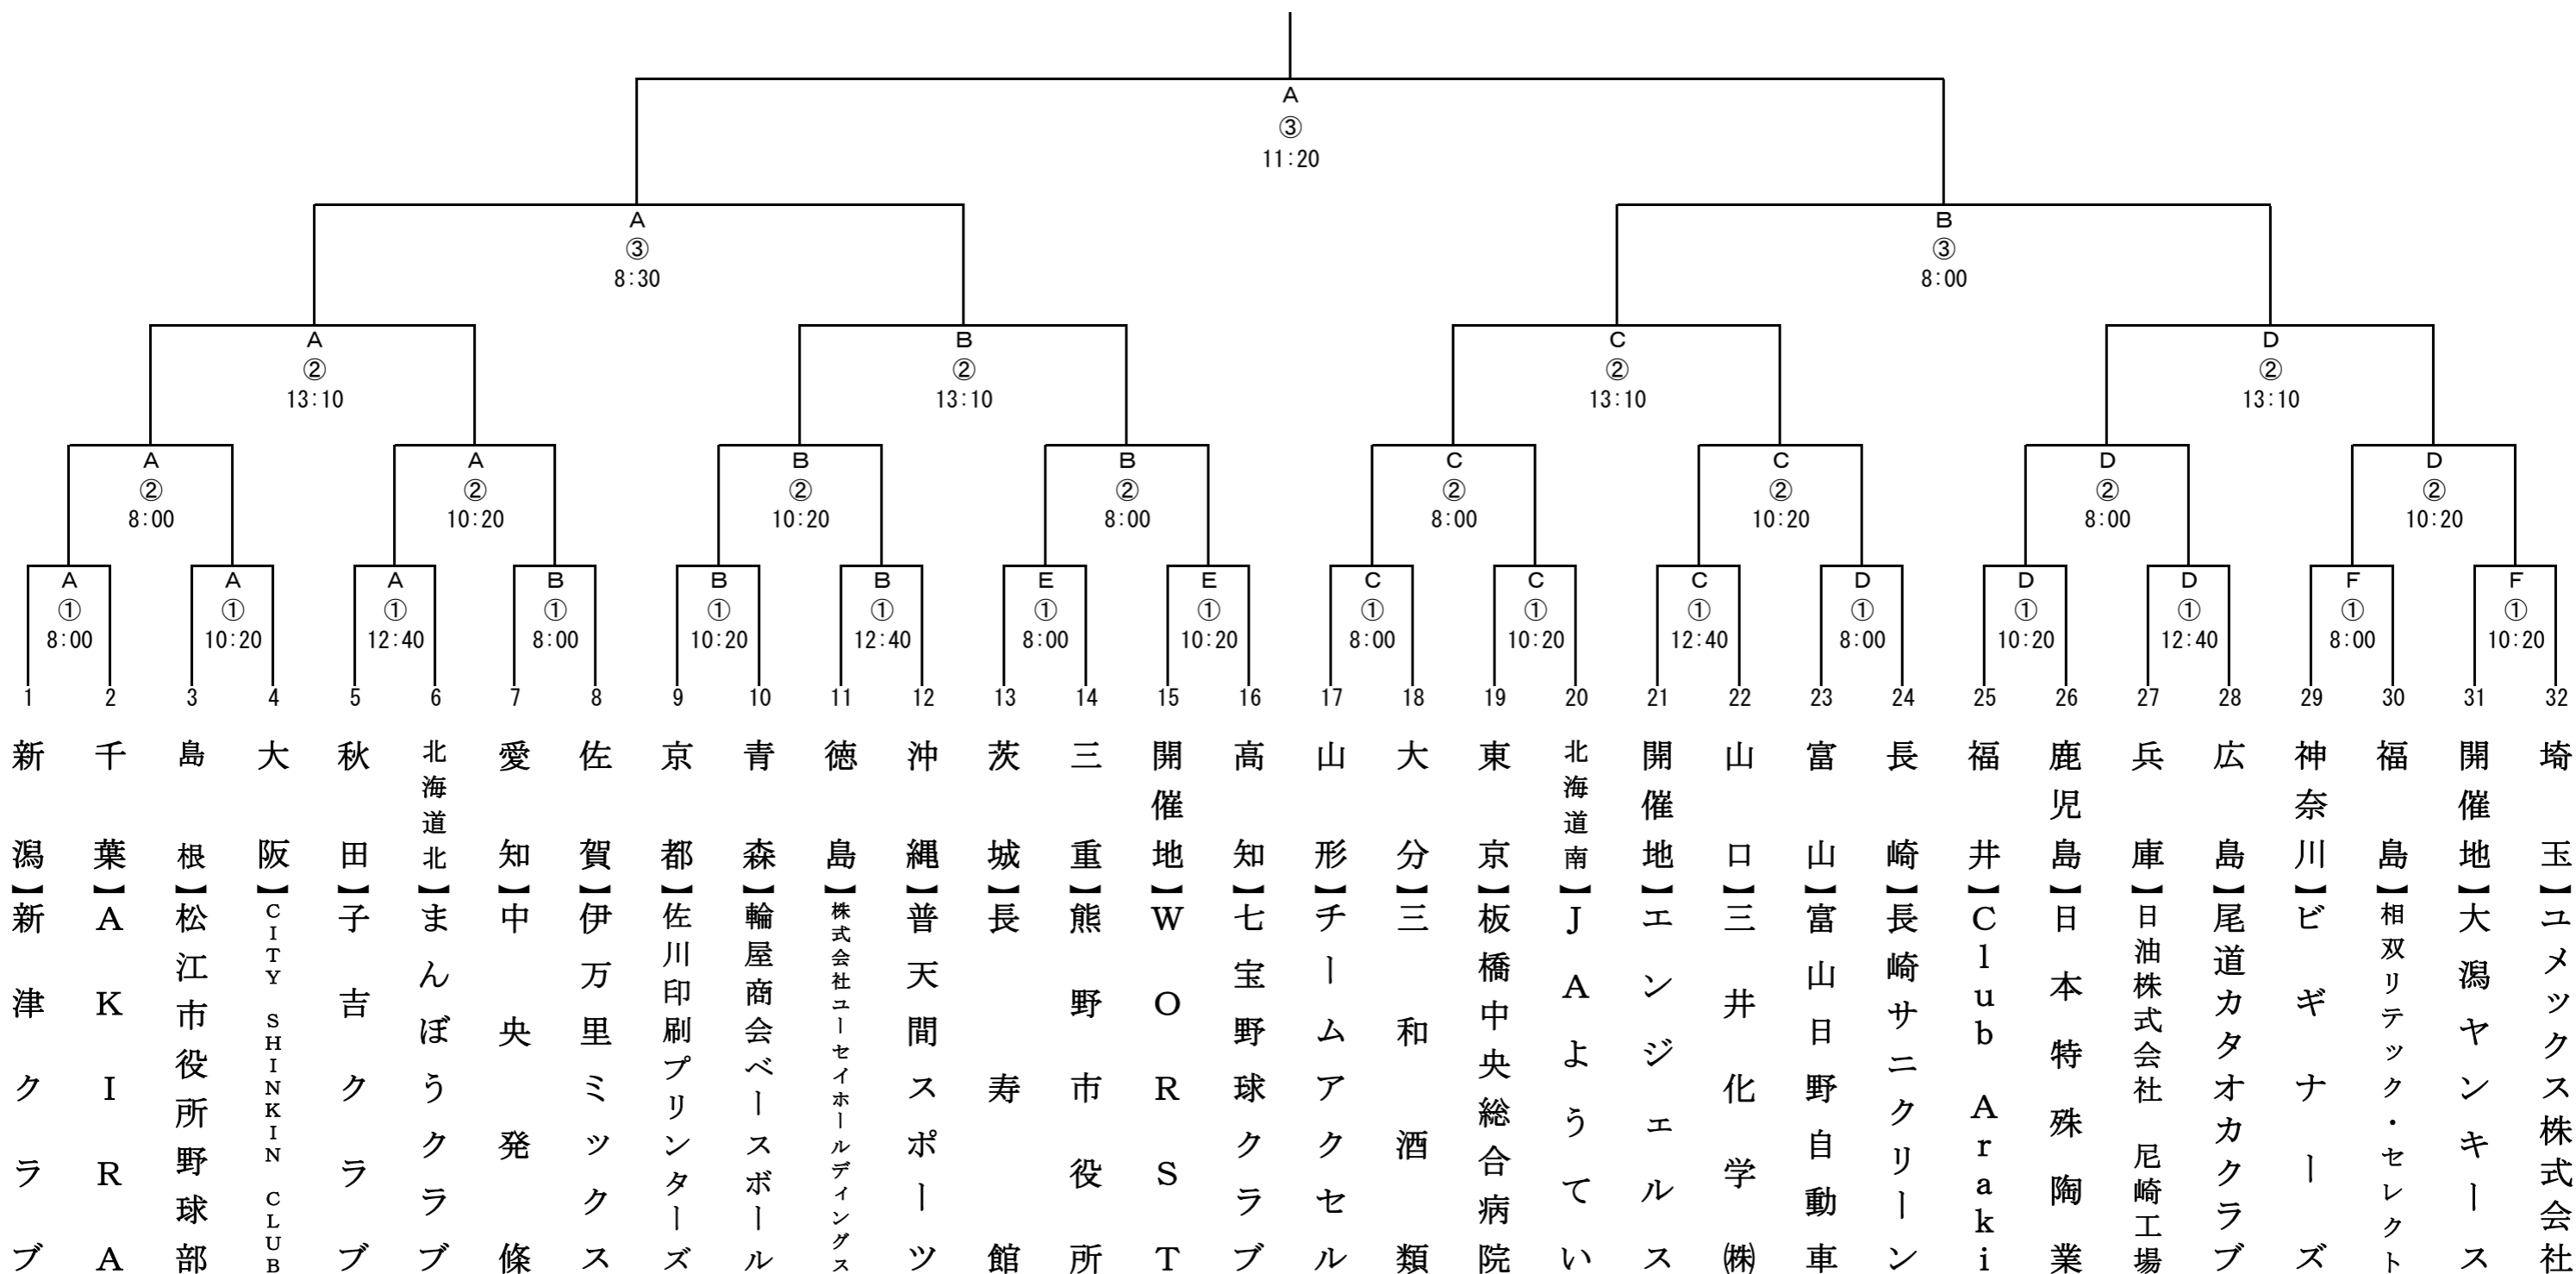 A
③
11:20
A
③
8:30
B
③
8:00
A
②
13:10
B
②
13:10
C
②
13:10
D
②
13:10
A
②
8:00
A
②
10:20
B
②
10:20
B
②
8:00
C
②
8:00
C
②
10:20
D
②
8:00
D
②
10:20
A
①
8:00
A
①
10:20
A
①
12:40
B
①
8:00
B
①
10:20
B
①
12:40
E
①
8:00
E
①
10:20
C
①
8:00
C
①
10:20
C
①
12:40
D
①
8:00
D
①
10:20
D
①
12:40
F
①
8:00
F
①
10:20
1
新潟】新津クラブ
2
千葉】AKIRA
3
島根】松江市役所野球部
4
大阪】CITY SHINKIN CLUB
5
秋田】子吉クラブ
6
北海道北】まんぼうクラブ
7
愛知】中央発條
8
佐賀】伊万里ミックス
9
京都】佐川印刷プリンターズ
10
青森】輪屋商会ベースボール
11
徳島】株式会社ユーセイホールディングス
12
沖縄】普天間スポーツ
13
茨城】長寿館
14
三重】熊野市役所
15
開催地】WORST
16
高知】七宝野球クラブ
17
山形】チームアクセル
18
大分】三和酒類
19
東京】板橋中央総合病院
20
北海道南】JAようてい
21
開催地】エンジェルス
22
山口】三井化学㈱
23
富山】富山日野自動車
24
長崎】長崎サニクリーン
25
福井】Club Araki
26
鹿児島】日本特殊陶業
27
兵庫】日油株式会社 尼崎工場
28
広島】尾道カタオカクラブ
29
神奈川】ビギナーズ
30
福島】相双リテック・セレクト
31
開催地】大潟ヤンキース
32
埼玉】ユメックス株式会社